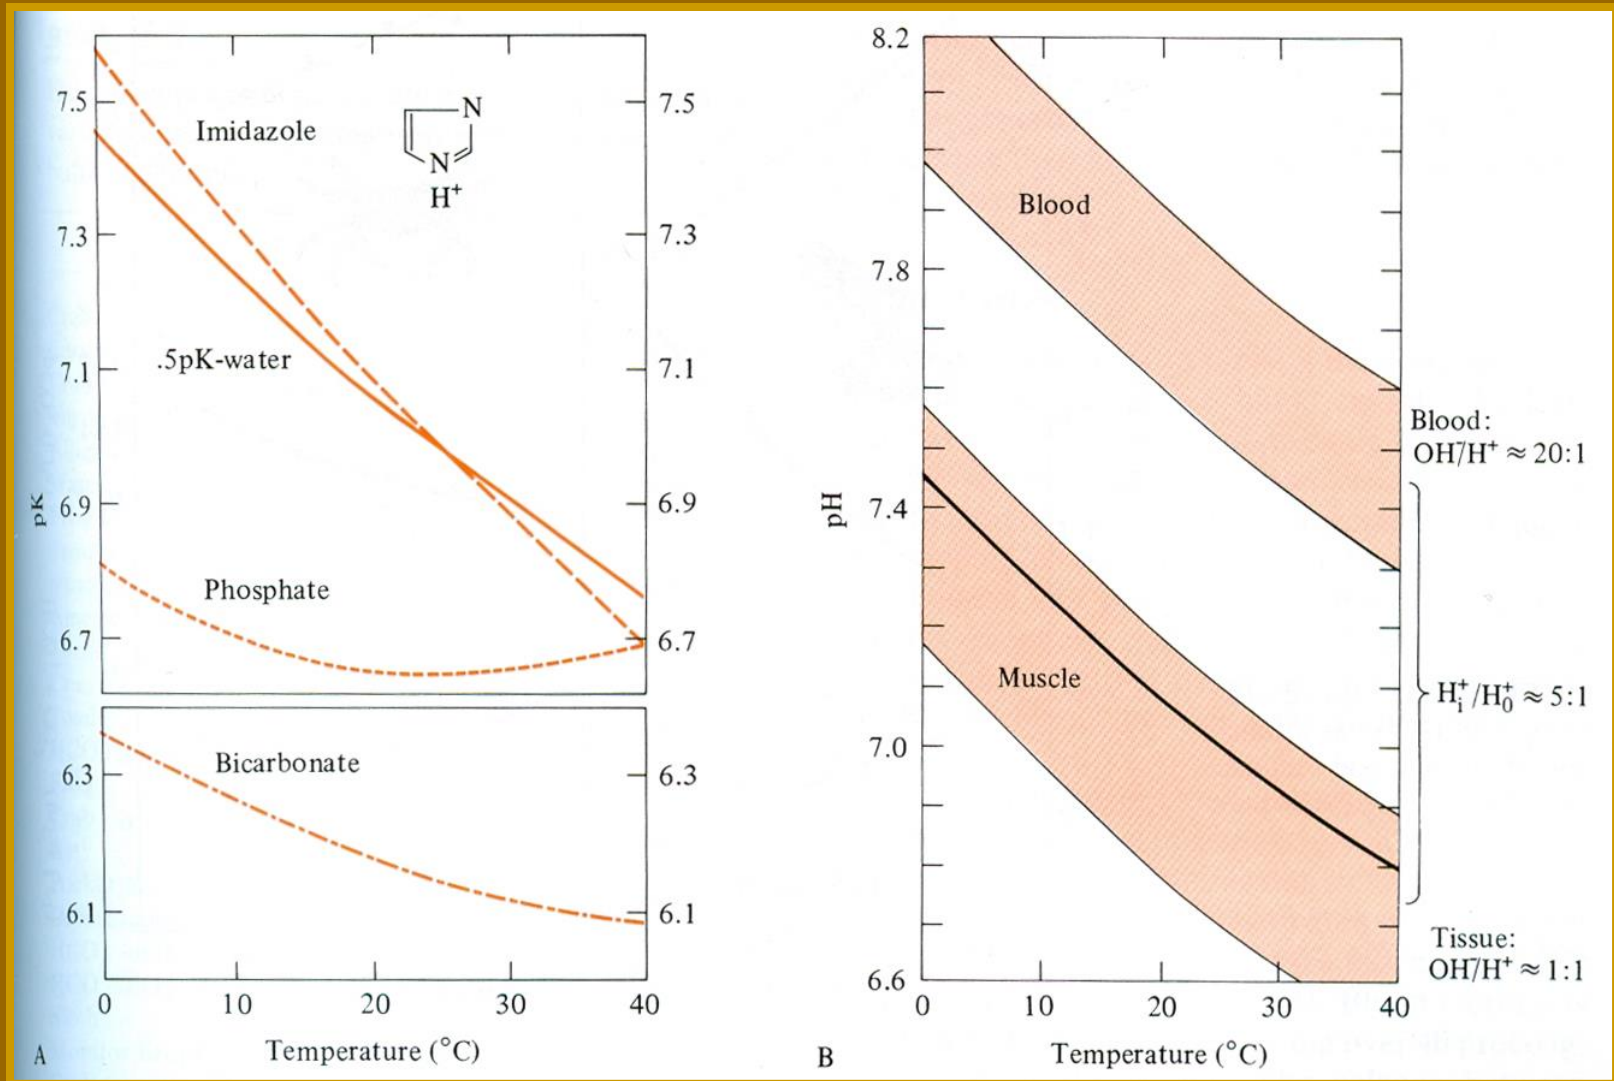 7.5
7.3
7.1
6.9
6.7
6.3
6.1
pK
7.5
7.3
7.1
6.9
6.7
6.3
6.1
Imidazole
N
N
H⁺
.5pK-water
Phosphate
Bicarbonate
0 10 20 30 40
Temperature (°C)
A
8.2
7.8
7.4
7.0
6.6
pH
Blood
Muscle
0 10 20 30 40
Temperature (°C)
B
Blood:
OH⁻/H⁺ ≈ 20:1
Hᵢ⁺/H₀⁺ ≈ 5:1
Tissue:
OH⁻/H⁺ ≈ 1:1